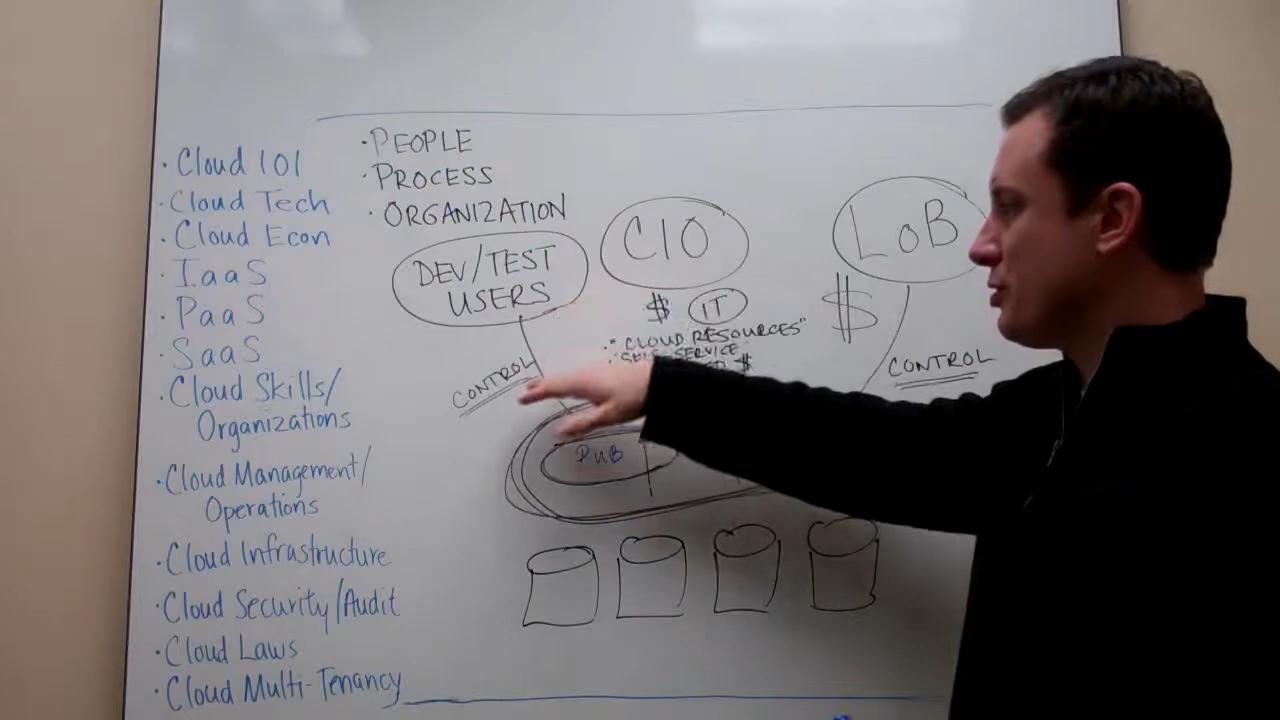 · Cloud 101
· Cloud Tech
· Cloud Econ
· IaaS
· PaaS
· SaaS
· Cloud Skills/
Organizations
· Cloud Management/
Operations
· Cloud Infrastructure
· Cloud Security/Audit
· Cloud Laws
· Cloud Multi-Tenancy
· PEOPLE
· PROCESS
· ORGANIZATION
DEV/TEST
USERS
CIO
LoB
$ IT
$
· "CLOUD RESOURCES"
· SELF-SERVICE
$
CONTROL
CONTROL
PUB